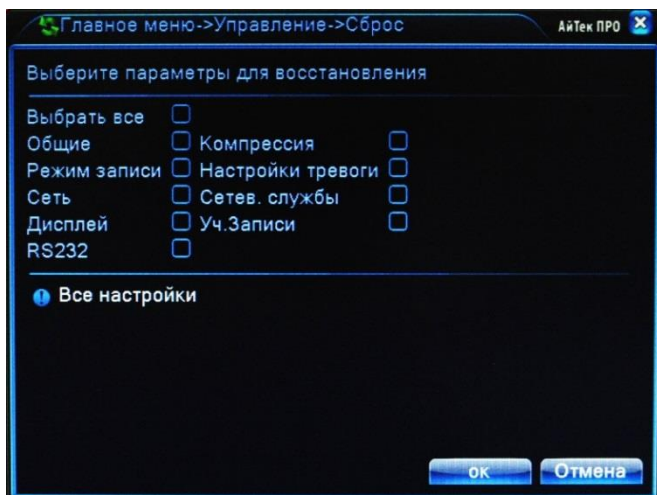 Главное меню->Управление->Сброс АйТек ПРО
Выберите параметры для восстановления
Выбрать все
Общие Компрессия
Режим записи Настройки тревоги
Сеть Сетев. службы
Дисплей Уч.Записи
RS232
Все настройки
ок Отмена